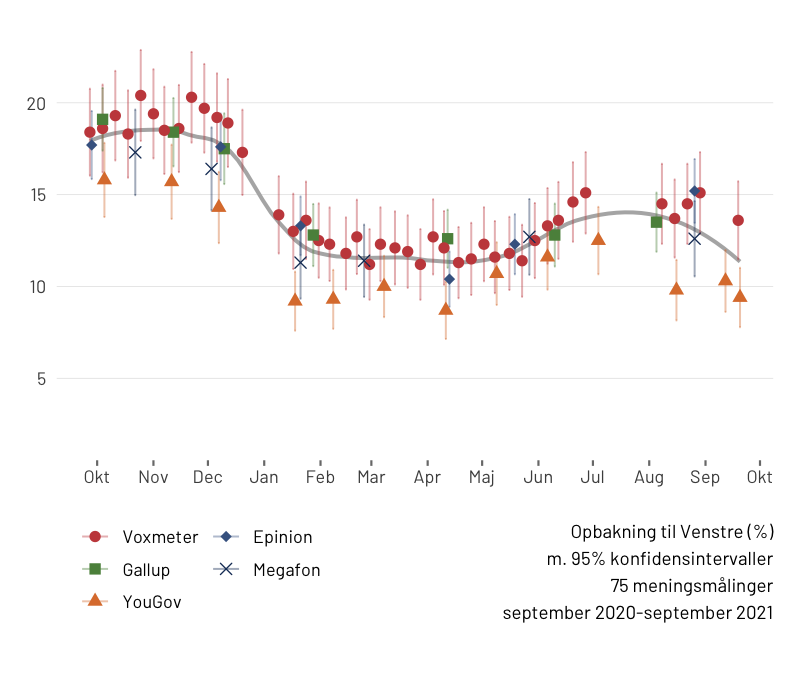 20
15
10
5
Okt Nov Dec Jan Feb Mar Apr Maj Jun Jul Aug Sep Okt
Voxmeter Epinion
Gallup Megafon
YouGov
Opbakning til Venstre (%)
m. 95% konfidensintervaller
75 meningsmålinger
september 2020-september 2021